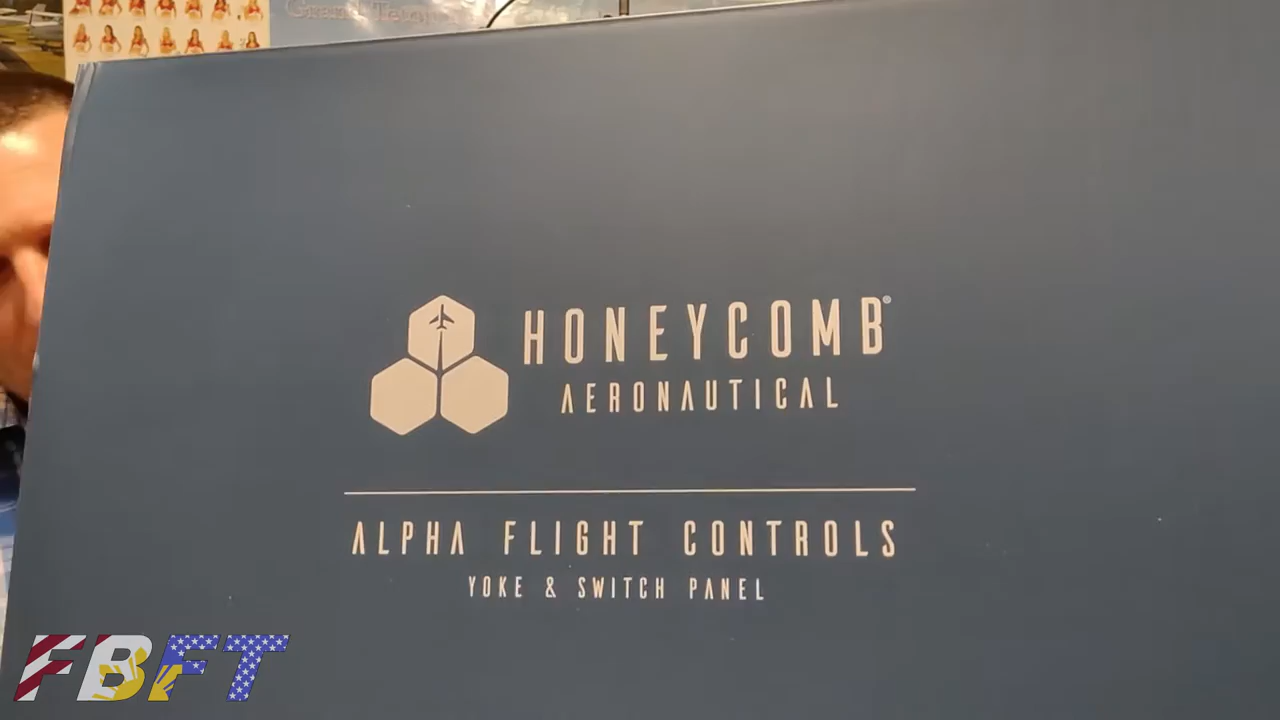 HONEYCOMB®
AERONAUTICAL
ALPHA FLIGHT CONTROLS
YOKE & SWITCH PANEL
FBFT